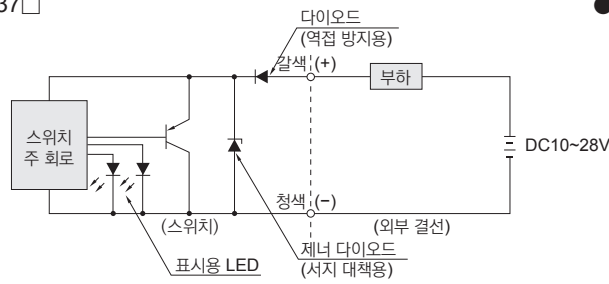 37□
다이오드
(역접 방지용)
갈색 (+)
부하
스위치
주 회로
DC10~28V
청색 (−)
(스위치)
(외부 결선)
제너 다이오드
(서지 대책용)
표시용 LED